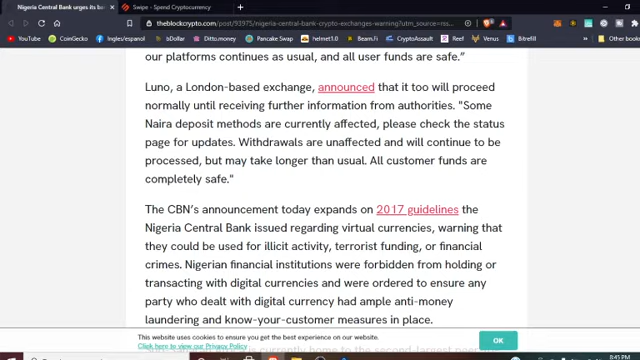 Nigeria Central Bank urges its ba
Swipe - Spend Cryptocurrency
theblockcrypto.com/post/93975/nigeria-central-bank-crypto-exchanges-warning?utm_source=rss...
YouTube CoinGecko Ingles/espanol bDollar Ditto.money Pancake Swap helmet1.0 Beam.Fi CryptoAssault Reef Venus Bitrefill Other book
our platforms continues as usual, and all user funds are safe."
Luno, a London-based exchange, announced that it too will proceed
normally until receiving further information from authorities. "Some
Naira deposit methods are currently affected, please check the status
page for updates. Withdrawals are unaffected and will continue to be
processed, but may take longer than usual. All customer funds are
completely safe."
The CBN's announcement today expands on 2017 guidelines the
Nigeria Central Bank issued regarding virtual currencies, warning that
they could be used for illicit activity, terrorist funding, or financial
crimes. Nigerian financial institutions were forbidden from holding or
transacting with digital currencies and were ordered to ensure any
party who dealt with digital currency had ample anti-money
laundering and know-your-customer measures in place.
This website uses cookies to ensure you get the best experience on our website.
Click here to view our Privacy Policy
OK
8:45 PM